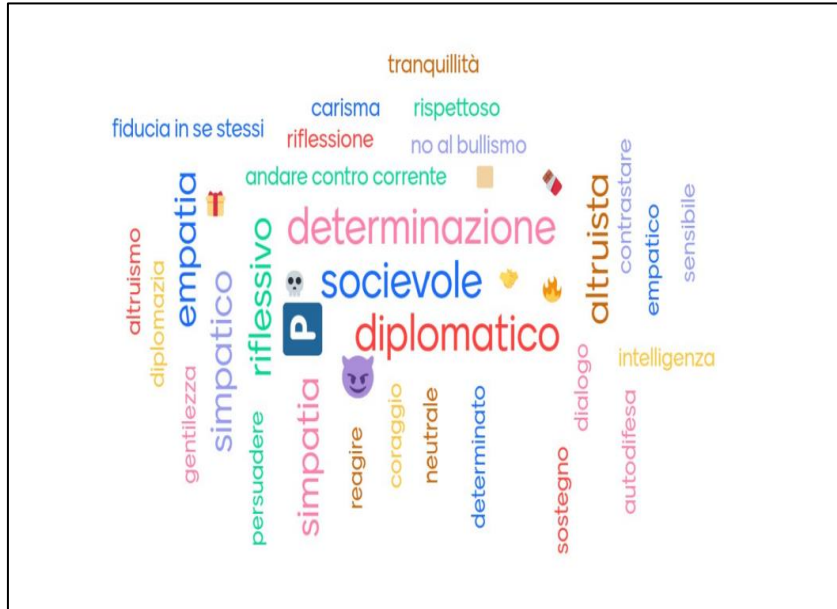 tranquillità
carisma
rispettoso
fiducia in se stessi
riflessione
no al bullismo
andare contro corrente
determinazione
socievole
P
diplomatico
altruismo
diplomazia
empatia
gentilezza
simpatico
riflessivo
persuadere
simpatia
reagire
coraggio
neutrale
determinato
sostegno
dialogo
altruista
contrastare
empatico
sensibile
intelligenza
autodifesa